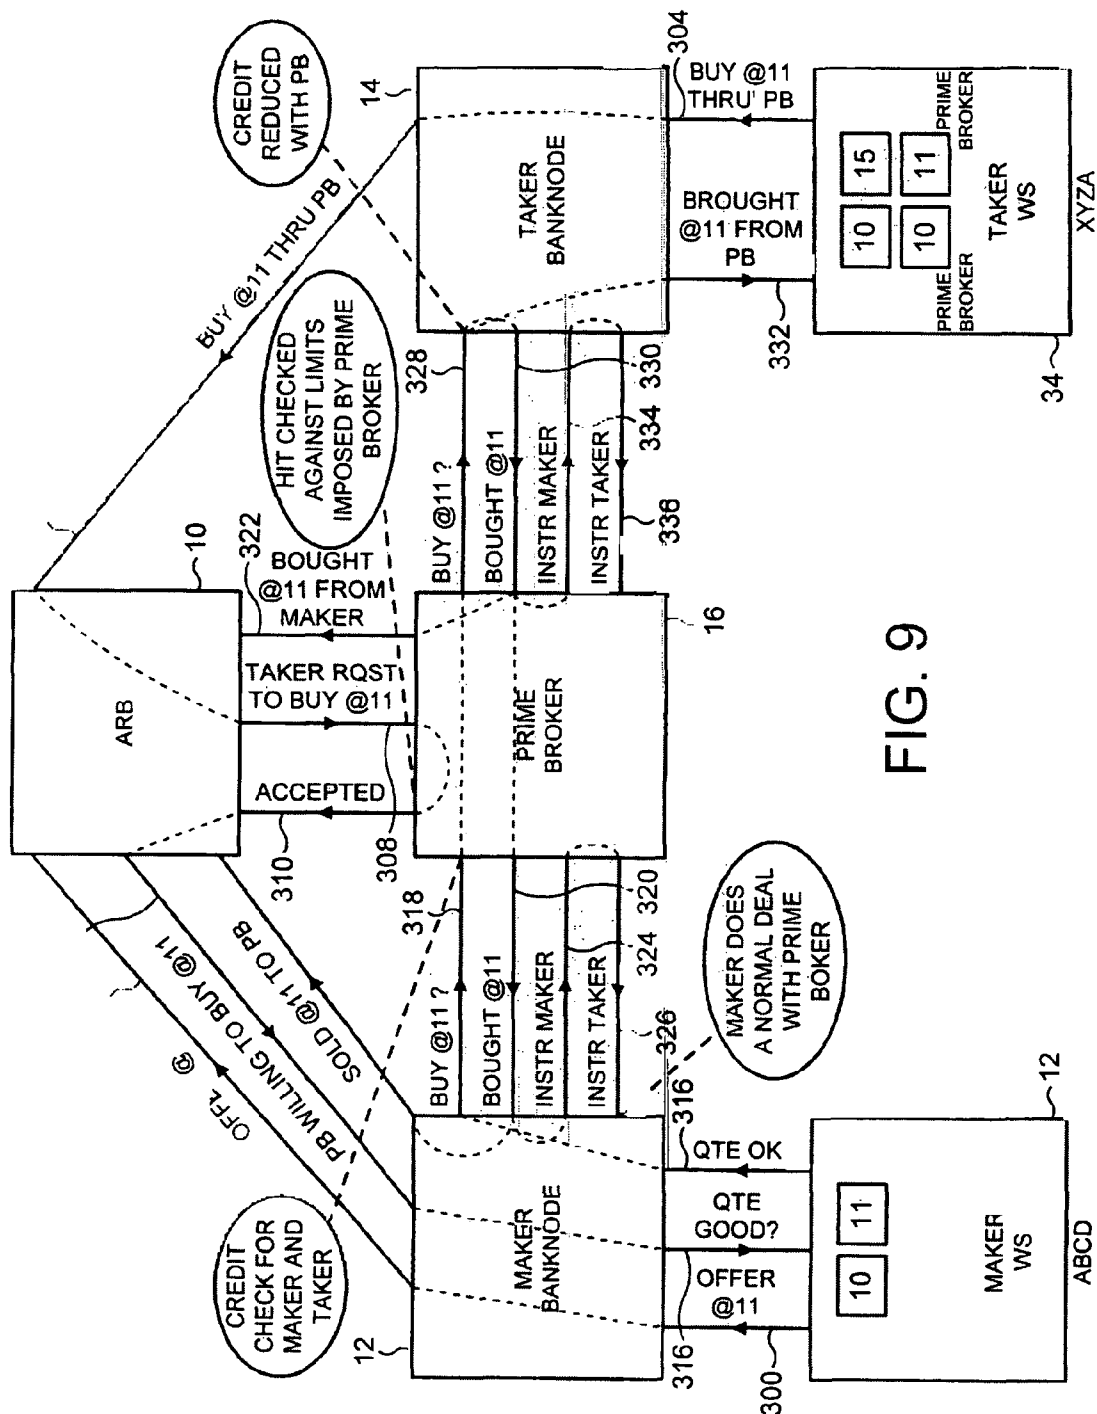 CREDIT
REDUCED
WITH PB
14
304
BUY @11
THRU' PB
TAKER
BANKNODE
BROUGHT
@11 FROM
PB
332
10
15
10
11
PRIME
BROKER
PRIME
BROKER
TAKER
WS
34
XYZA
BUY @11 THRU PB
HIT CHECKED
AGAINST LIMITS
IMPOSED BY PRIME
BROKER
328
BUY @11 ?
BOUGHT @11
330
INSTR MAKER
334
INSTR TAKER
336
10
322
BOUGHT
@11 FROM
MAKER
TAKER RQST
TO BUY @11
ARB
ACCEPTED
310
308
PRIME
BROKER
16
FIG. 9
OFFL @
PB WILLING TO BUY @11
SOLD @11 TO PB
318
BUY @11 ?
BOUGHT @11
320
INSTR MAKER
324
INSTR TAKER
326
MAKER DOES
A NORMAL DEAL
WITH PRIME
BOKER
CREDIT
CHECK FOR
MAKER AND
TAKER
12
MAKER
BANKNODE
316
QTE OK
QTE
GOOD?
316
OFFER
@11
300
12
10
11
MAKER
WS
ABCD